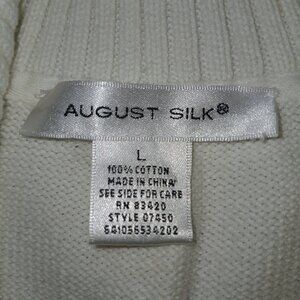 AUGUST SILK®
L
100% COTTON
MADE IN CHINA
SEE SIDE FOR CARE
RN 83420
STYLE 07450
641056534202